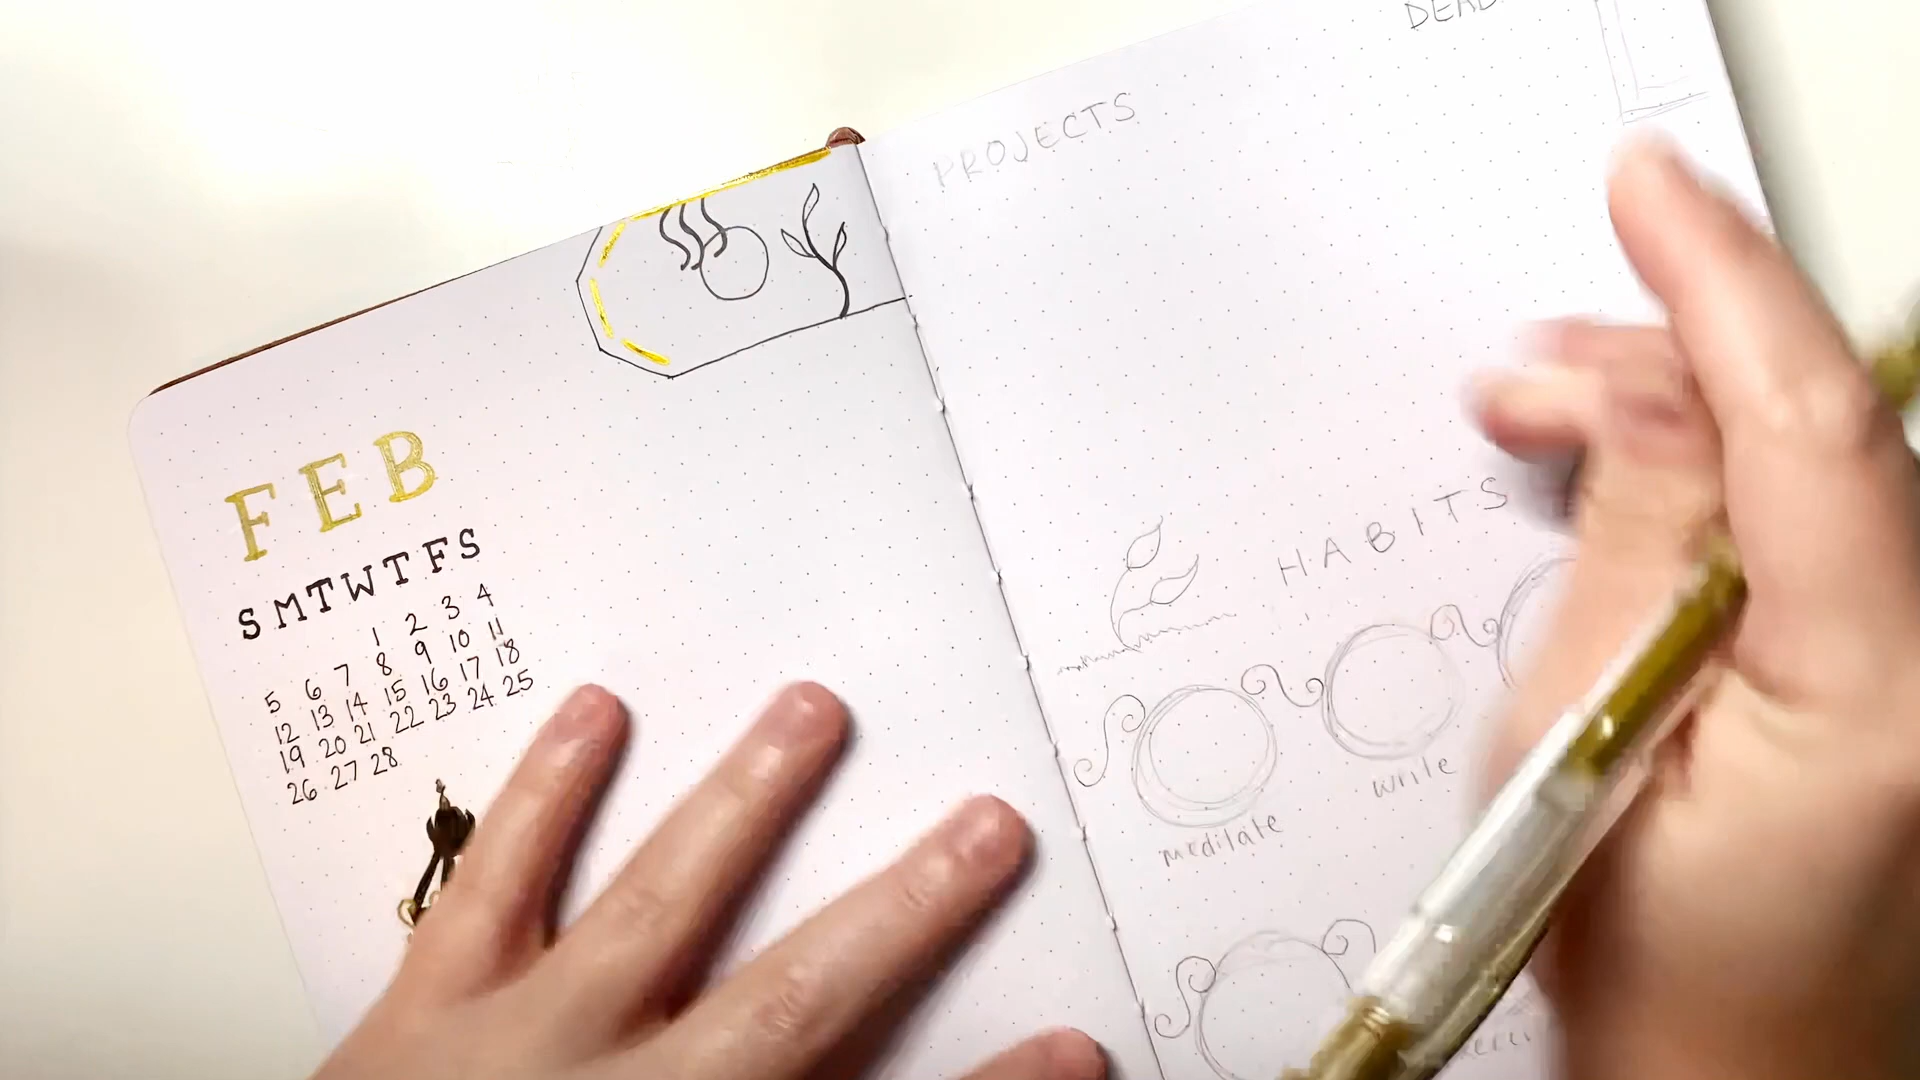 FEB
S M T W T F S
1 2 3 4
5 6 7 8 9 10 11
12 13 14 15 16 17 18
19 20 21 22 23 24 25
26 27 28
PROJECTS
HABITS
meditate
write